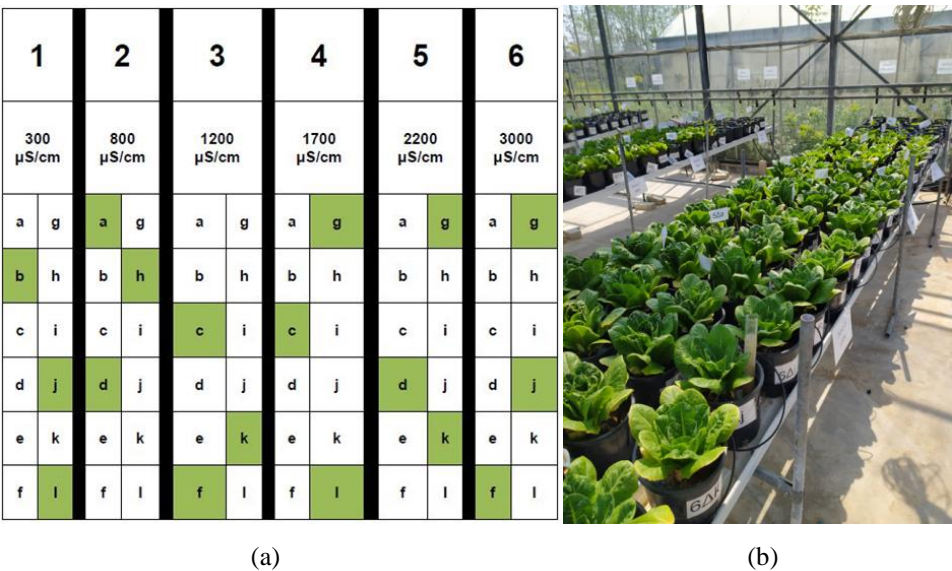 1 2 3 4 5 6
300 µS/cm 800 µS/cm 1200 µS/cm 1700 µS/cm 2200 µS/cm 3000 µS/cm
a g a g a g a g a g a g
b h b h b h b h b h b h
c i c i c i c i c i c i
d j d j d j d j d j d j
e k e k e k e k e k e k
f l f l f l f l f l f l
(a) (b)